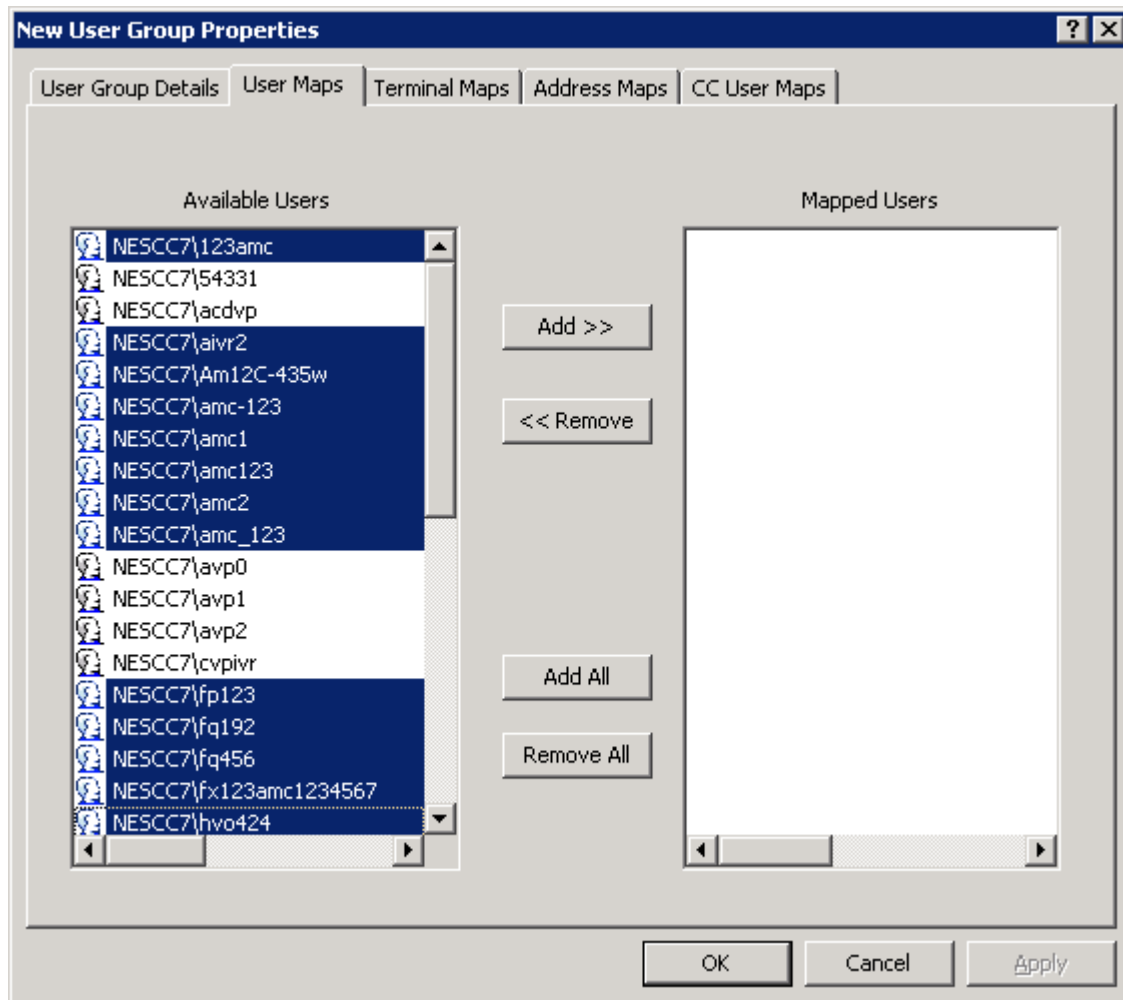 New User Group Properties
User Group Details User Maps Terminal Maps Address Maps CC User Maps
Available Users
NESCC7\123amc
NESCC7\54331
NESCC7\acdvp
NESCC7\aivr2
NESCC7\Am12C-435w
NESCC7\amc-123
NESCC7\amc1
NESCC7\amc123
NESCC7\amc2
NESCC7\amc_123
NESCC7\avp0
NESCC7\avp1
NESCC7\avp2
NESCC7\cvpivr
NESCC7\fp123
NESCC7\fq192
NESCC7\fq456
NESCC7\fx123amc1234567
NESCC7\hvo424
Add >>
<< Remove
Add All
Remove All
Mapped Users
OK Cancel Apply